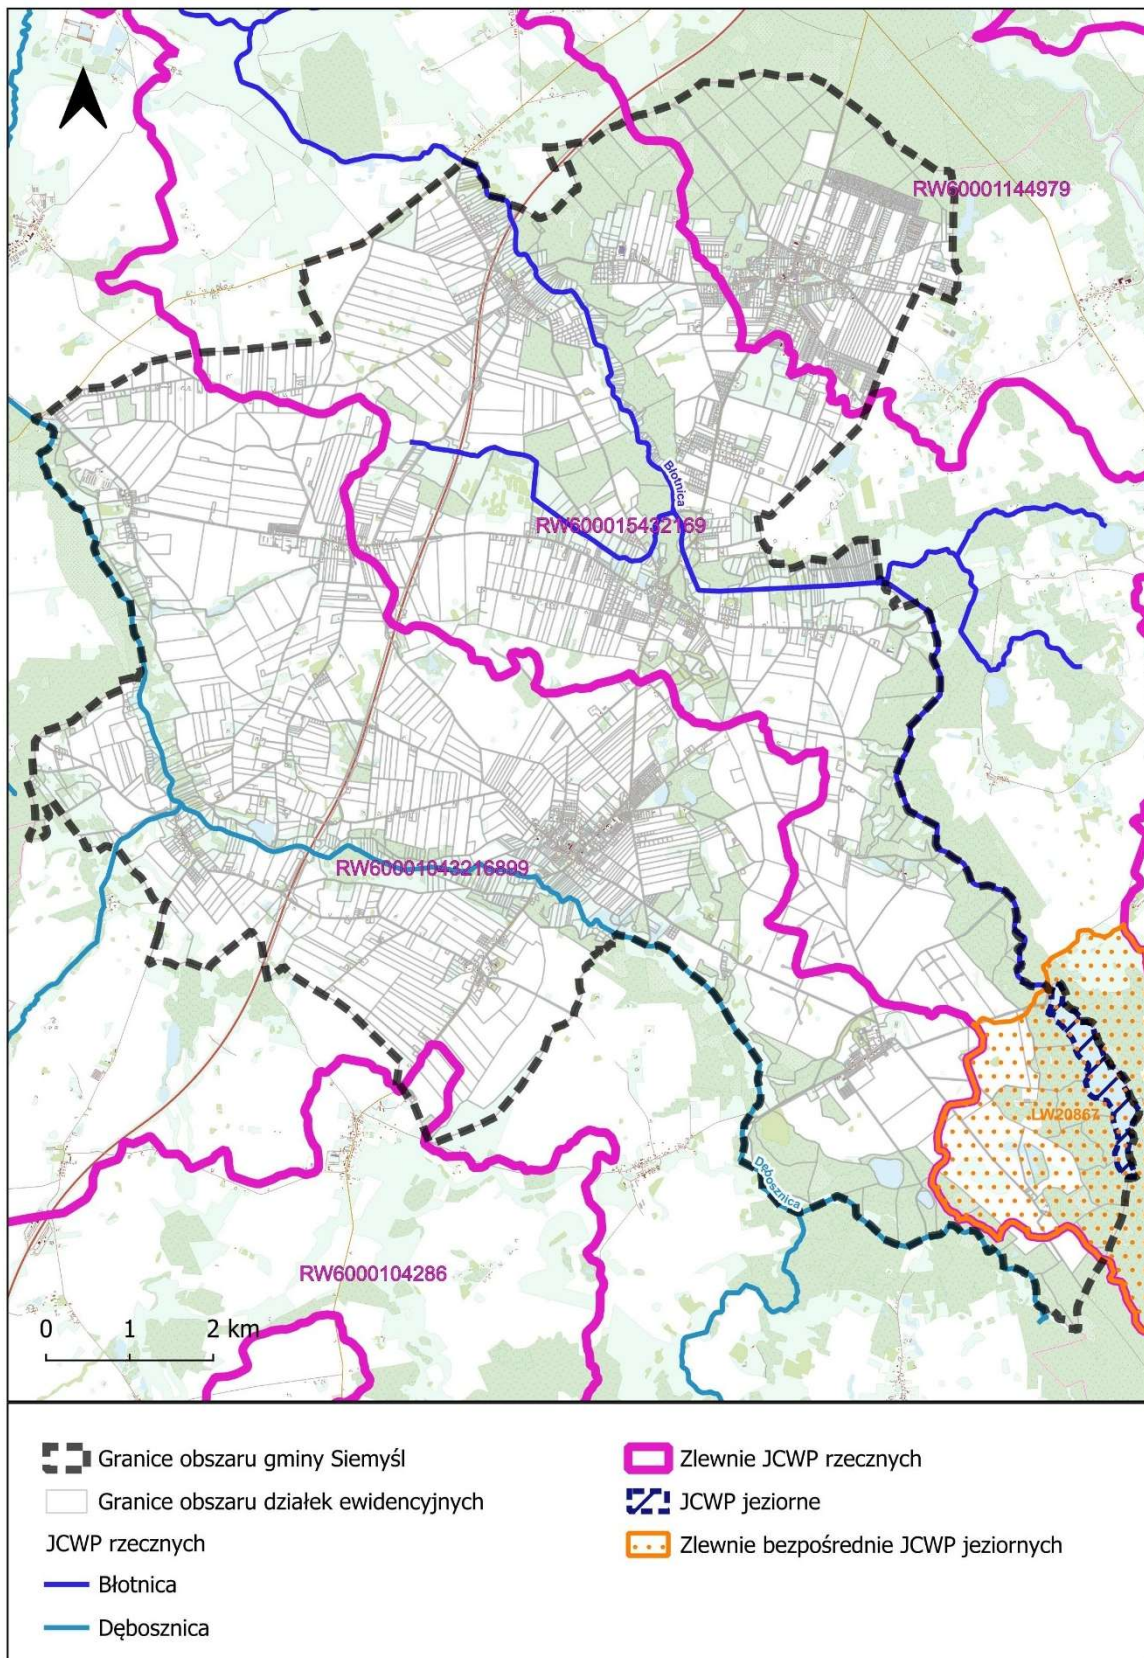 RW60001144979
Błotnica
RW600015432169
RW60001043216899
LW20867
Dębosznica
RW6000104286
0 1 2 km
Granice obszaru gminy Siemyśl
Granice obszaru działek ewidencyjnych
JCWP rzecznych
Błotnica
Dębosznica
Zlewnie JCWP rzecznych
JCWP jeziorne
Zlewnie bezpośrednie JCWP jeziornych